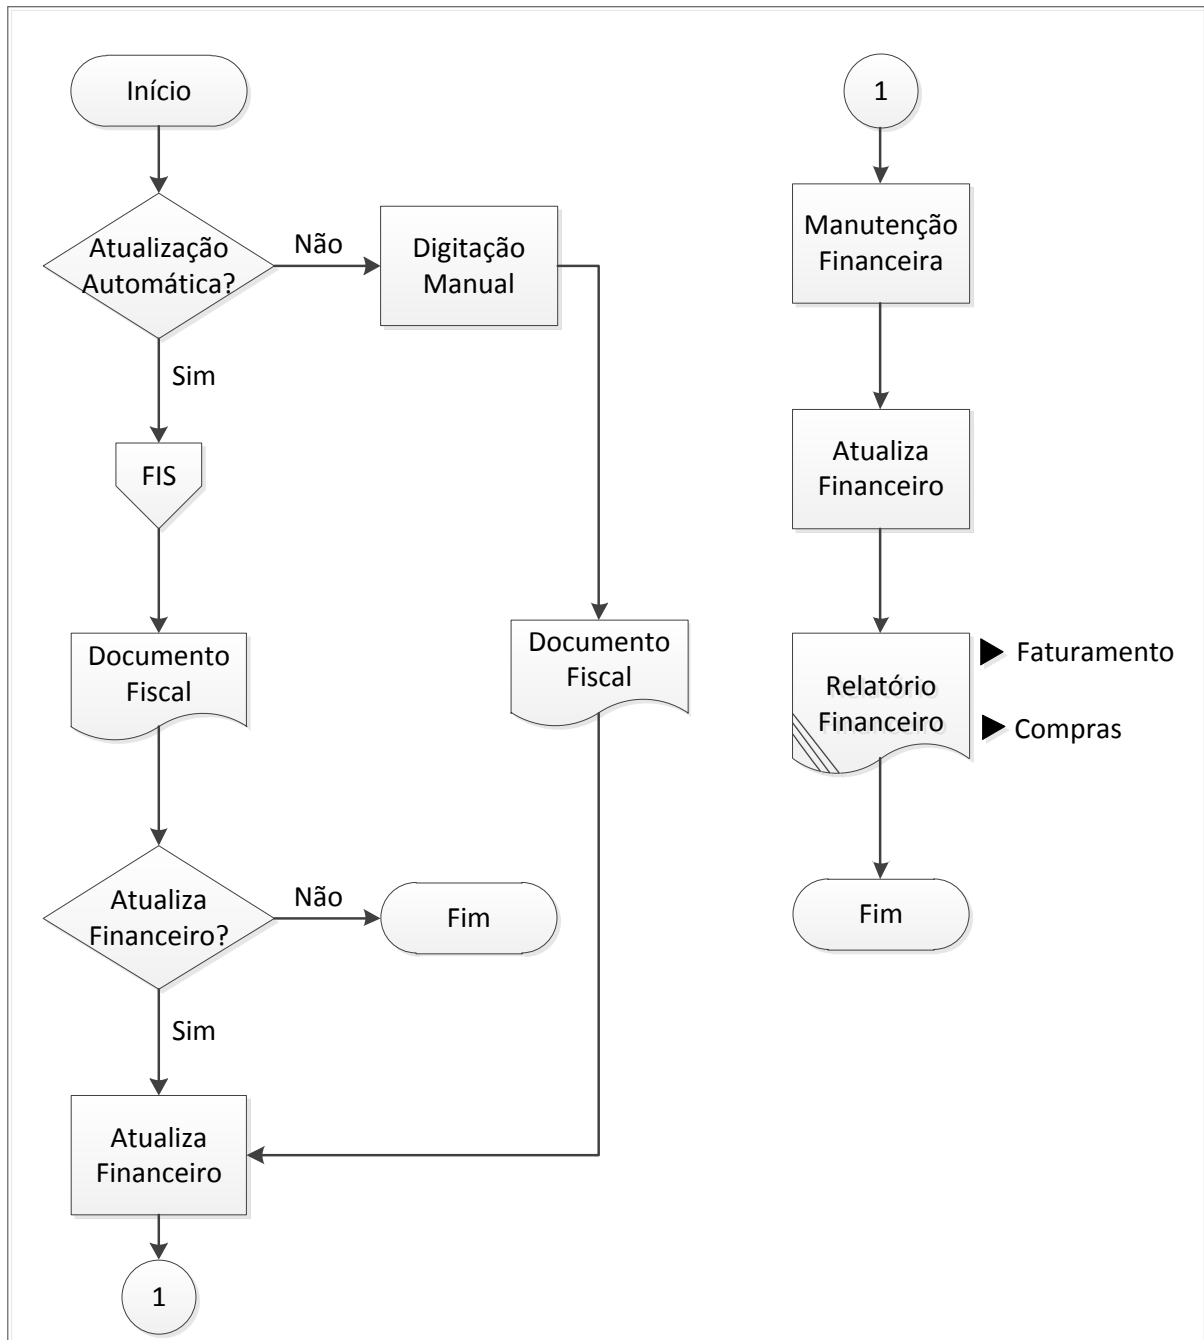 Início
Atualização
Automática?
Não
Digitação
Manual
Sim
FIS
Documento
Fiscal
Documento
Fiscal
Atualiza
Financeiro?
Não
Fim
Sim
Atualiza
Financeiro
1
1
Manutenção
Financeira
Atualiza
Financeiro
Relatório
Financeiro
Faturamento
Compras
Fim